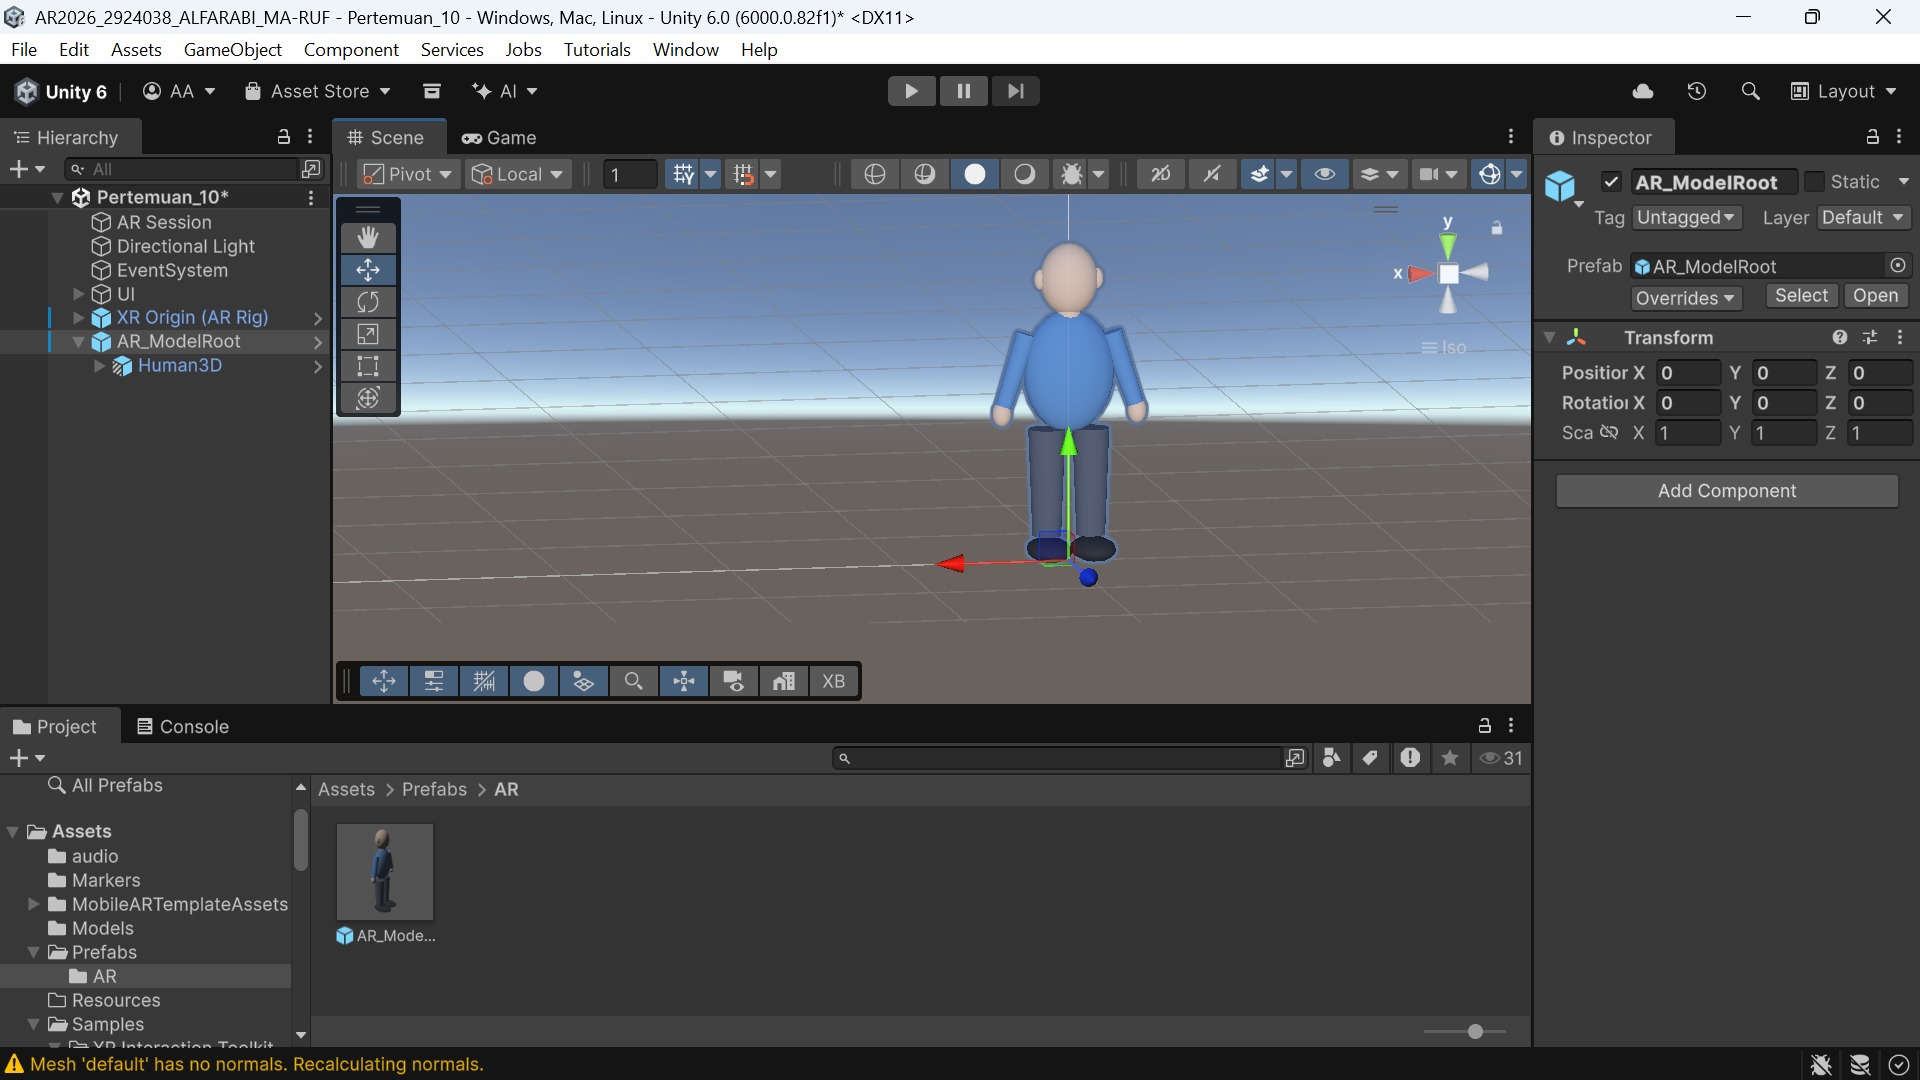 AR2026_2924038_ALFARABI_MA-RUF - Pertemuan_10 - Windows, Mac, Linux - Unity 6.0 (6000.0.82f1)* <DX11>
File Edit Assets GameObject Component Services Jobs Tutorials Window Help
Unity 6 AA Asset Store AI Layout
Hierarchy
Scene Game
Inspector
All
Pivot Local 1 2D
Pertemuan_10*
AR Session
Directional Light
EventSystem
UI
XR Origin (AR Rig)
AR_ModelRoot
Human3D
y
x
Iso
XB
AR_ModelRoot Static
Tag Untagged Layer Default
Prefab AR_ModelRoot
Overrides Select Open
Transform
Position X 0 Y 0 Z 0
Rotation X 0 Y 0 Z 0
Sca X 1 Y 1 Z 1
Add Component
Project Console
31
All Prefabs
Assets
audio
Markers
MobileARTemplateAssets
Models
Prefabs
AR
Resources
Samples
XR Interaction Toolkit
Assets > Prefabs > AR
AR_Mode...
Mesh 'default' has no normals. Recalculating normals.